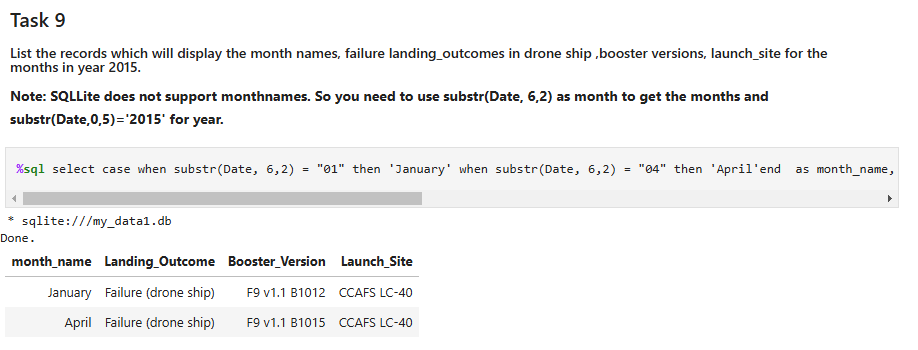 Task 9
List the records which will display the month names, failure landing_outcomes in drone ship ,booster versions, launch_site for the
months in year 2015.
Note: SQLLite does not support monthnames. So you need to use substr(Date, 6,2) as month to get the months and
substr(Date,0,5)='2015' for year.
%sql select case when substr(Date, 6,2) = "01" then 'January' when substr(Date, 6,2) = "04" then 'April'end  as month_name,
* sqlite:///my_data1.db
Done.
month_name Landing_Outcome Booster_Version Launch_Site
January Failure (drone ship) F9 v1.1 B1012 CCAFS LC-40
April Failure (drone ship) F9 v1.1 B1015 CCAFS LC-40